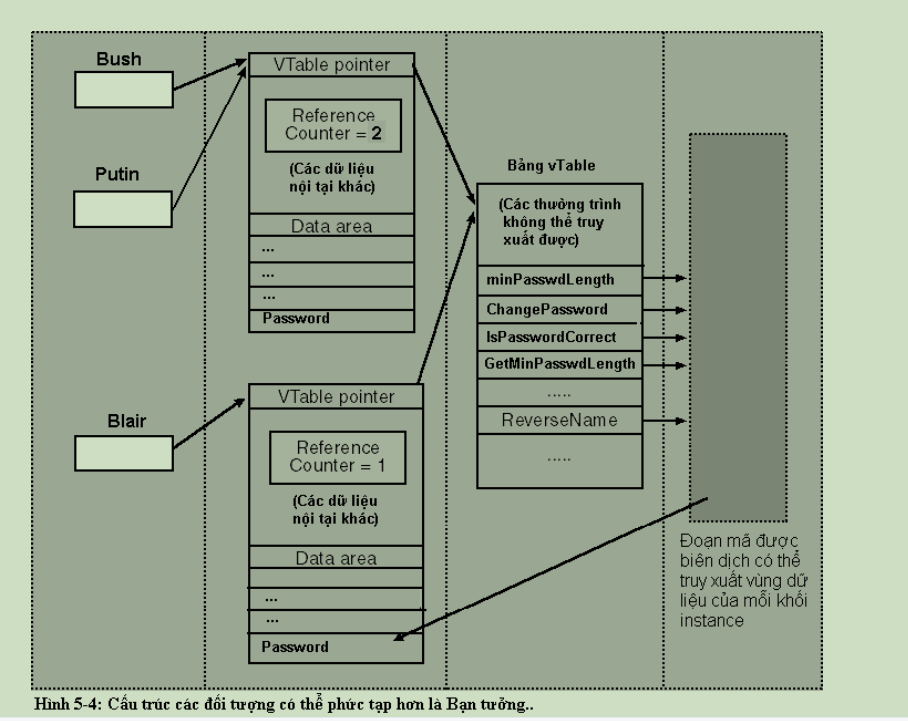 Bush
Putin
Blair
VTable pointer
Reference
Counter = 2
(Các dữ liệu
nội tại khác)
Data area
...
...
...
Password
VTable pointer
Reference
Counter = 1
(Các dữ liệu
nội tại khác)
Data area
...
...
Password
Bảng vTable
(Các thường trình
không thể truy
xuất được)
minPasswdLength
ChangePassword
IsPasswordCorrect
GetMinPasswdLength
.....
ReverseName
.....
Đoạn mã được
biên dịch có thể
truy xuất vùng dữ
liệu của mỗi khối
instance
Hình 5-4: Cấu trúc các đối tượng có thể phức tạp hơn là Bạn tưởng..